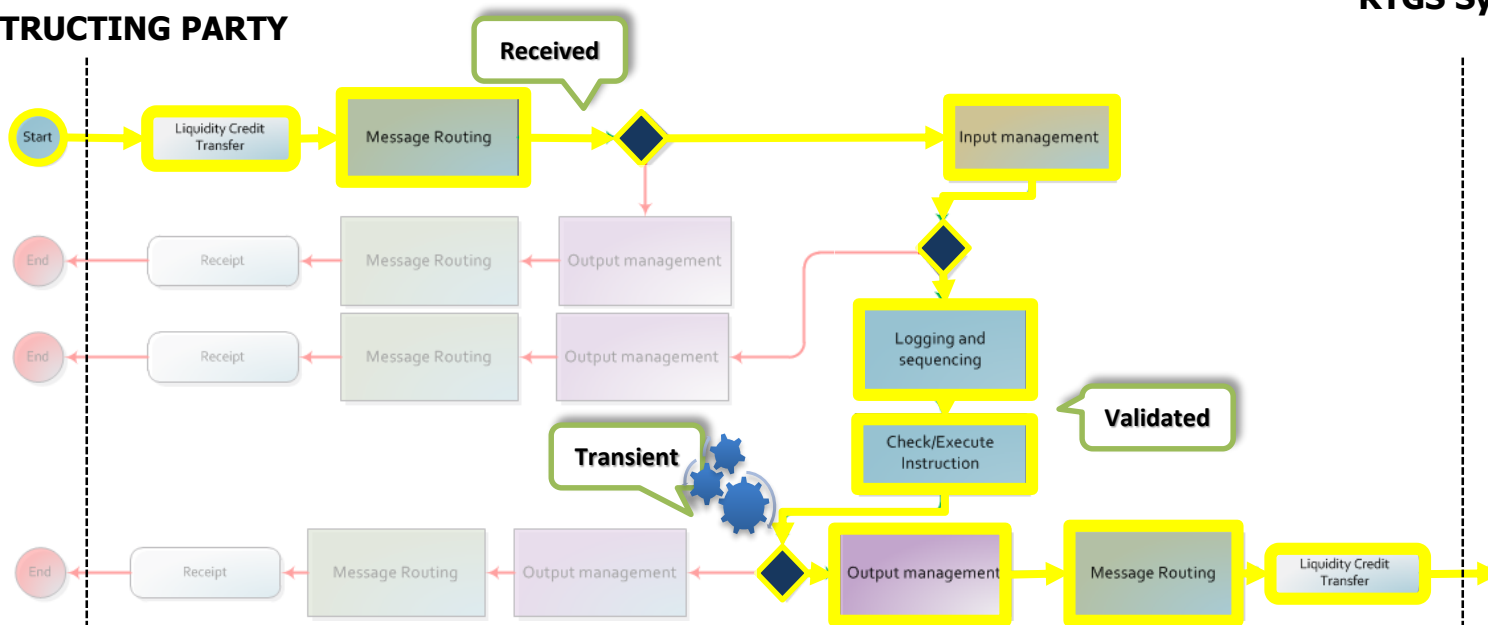 TRUCTING PARTY
RTGS Sy
Received
Start
Liquidity Credit
Transfer
Message Routing
Input management
End
Receipt
Message Routing
Output management
End
Receipt
Message Routing
Output management
Logging and
sequencing
Validated
Check/Execute
Instruction
Transient
End
Receipt
Message Routing
Output management
Output management
Message Routing
Liquidity Credit
Transfer